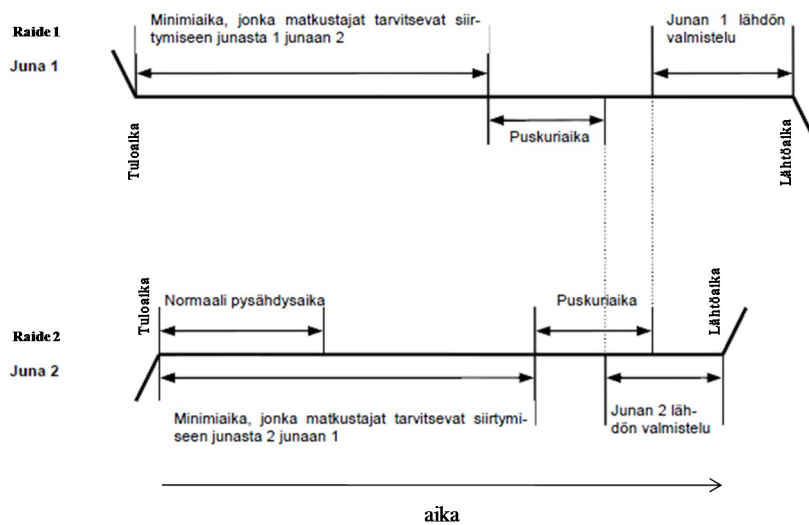 Minimiaika, jonka matkustajat tarvitsevat siir-
tymiseen junasta 1 junaan 2
Junan 1 lähdön
valmistelu
Raide 1
Juna 1
Puskuriaika
Tuloaika
Lähtöaika
Tuloaika
Normaali pysähdysaika
Puskuriaika
Lähtöaika
Raide 2
Juna 2
Minimiaika, jonka matkustajat tarvitsevat siirtymi-
seen junasta 2 junaan 1
Junan 2 läh-
dön valmistelu
aika